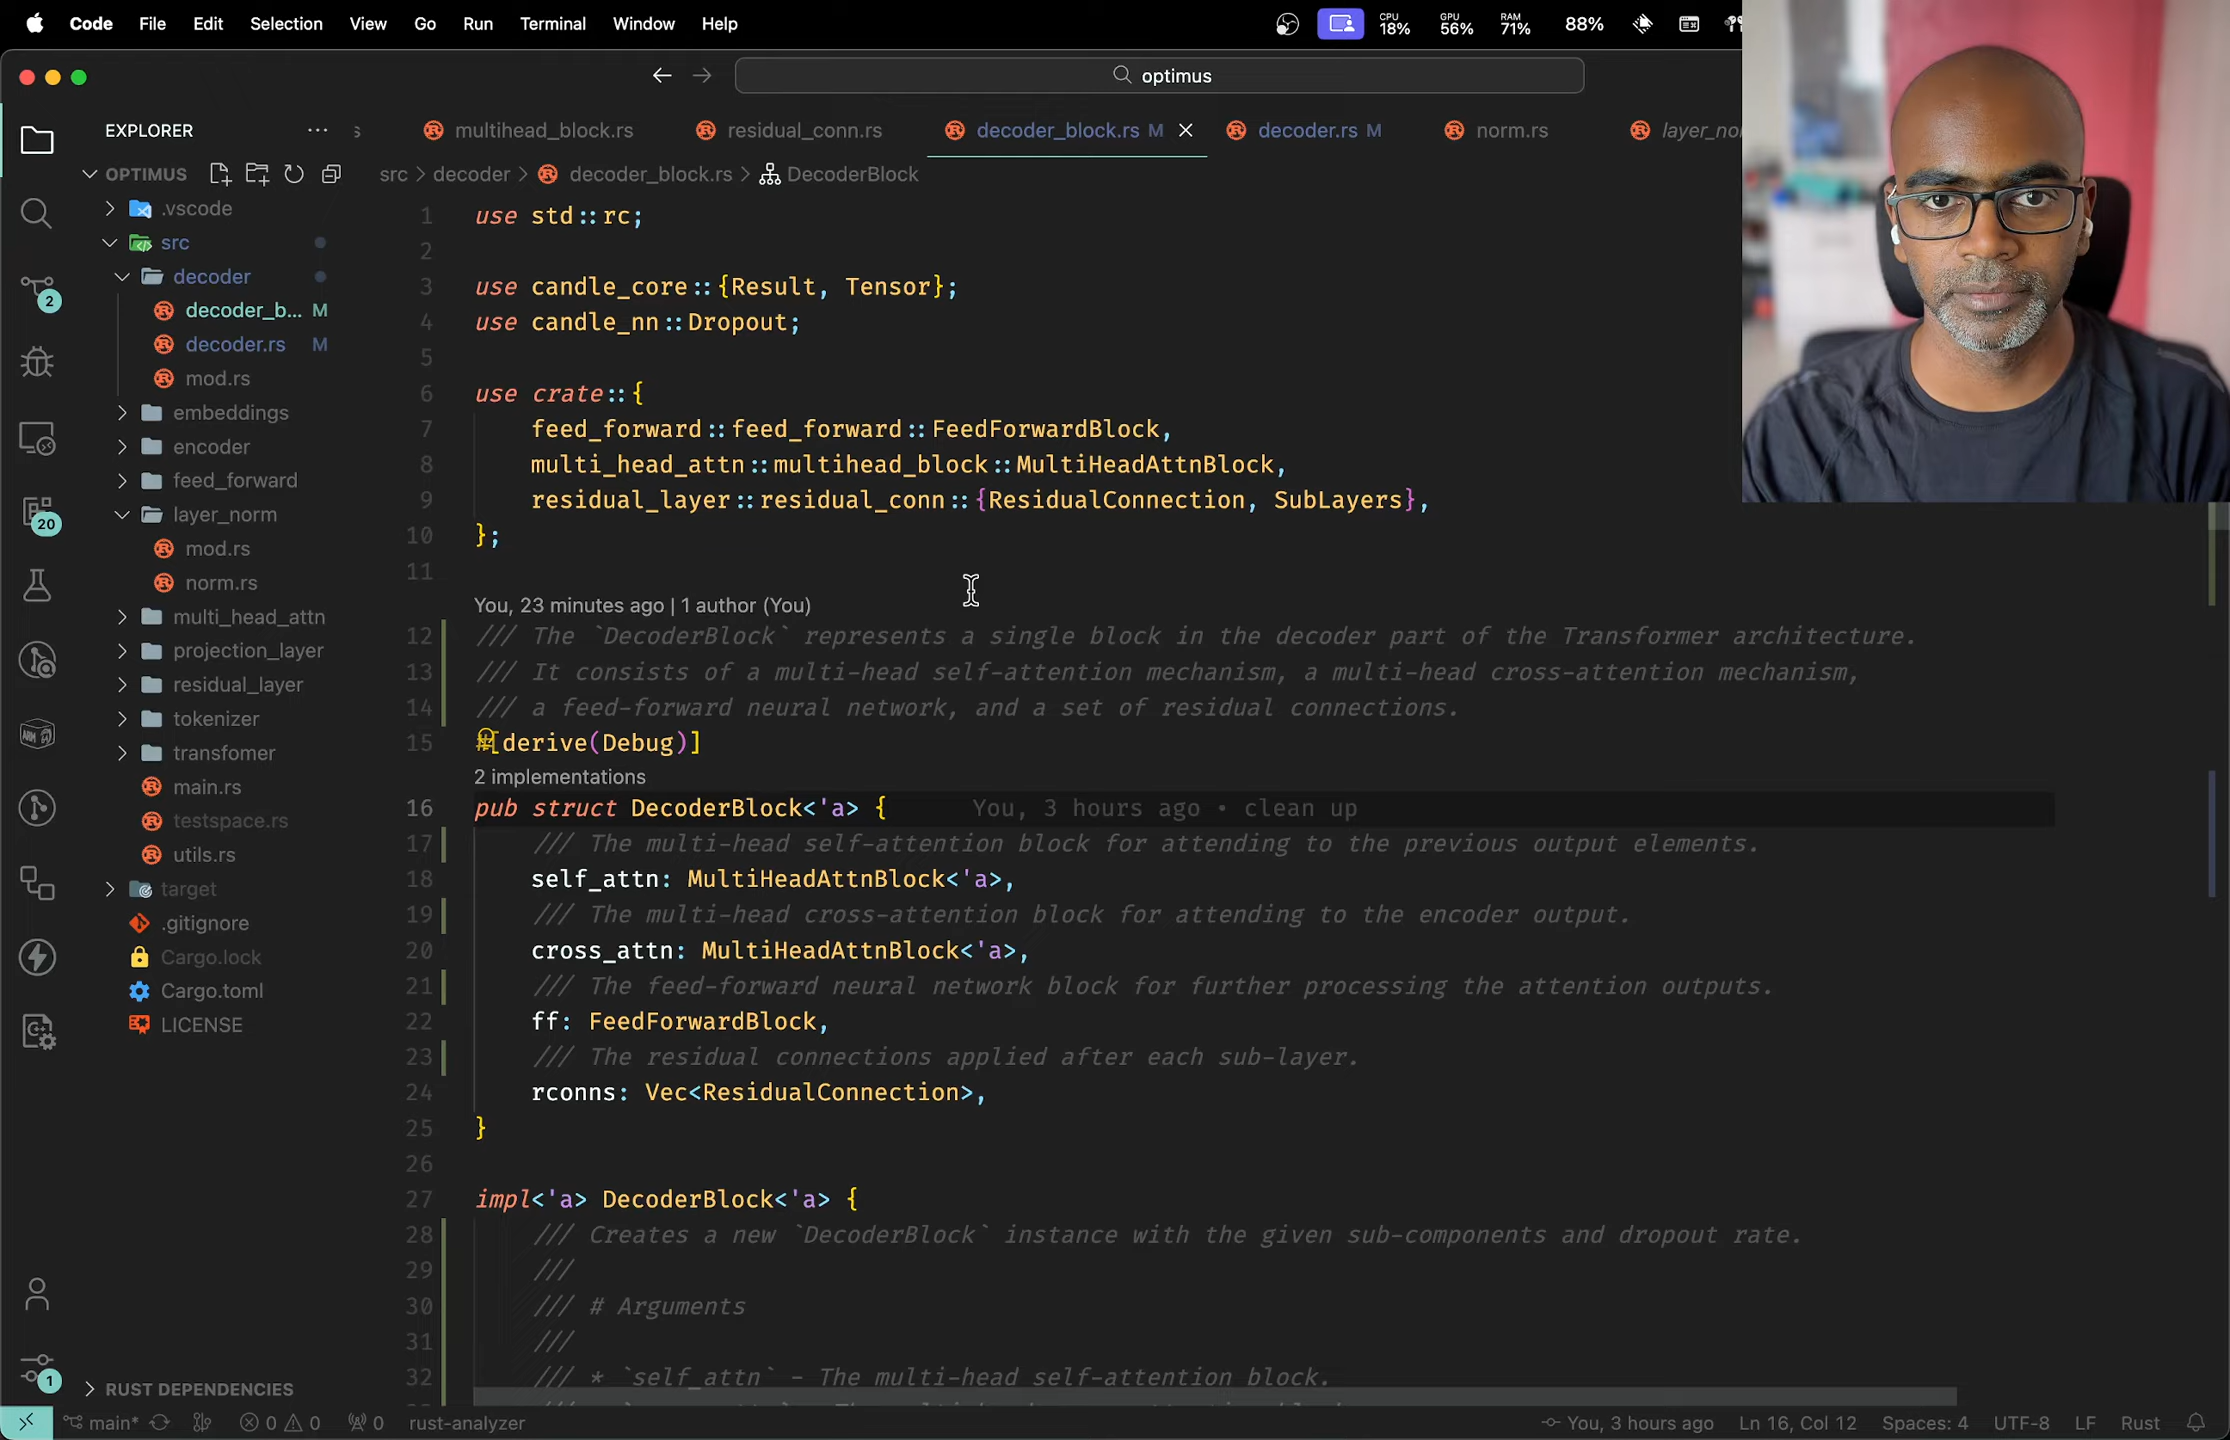 Code File Edit Selection View Go Run Terminal Window Help
CPU 18% GPU 56% RAM 71% 88%
optimus
EXPLORER
s multihead_block.rs residual_conn.rs decoder_block.rs M decoder.rs M norm.rs layer_no
OPTIMUS
src > decoder > decoder_block.rs > DecoderBlock
.vscode
src
decoder
decoder_b... M
decoder.rs M
mod.rs
embeddings
encoder
feed_forward
layer_norm
mod.rs
norm.rs
multi_head_attn
projection_layer
residual_layer
tokenizer
transfomer
main.rs
testspace.rs
utils.rs
target
.gitignore
Cargo.lock
Cargo.toml
LICENSE
RUST DEPENDENCIES
2
20
1
1 use std::rc;
2
3 use candle_core::{Result, Tensor};
4 use candle_nn::Dropout;
5
6 use crate::{
7 feed_forward::feed_forward::FeedForwardBlock,
8 multi_head_attn::multihead_block::MultiHeadAttnBlock,
9 residual_layer::residual_conn::{ResidualConnection, SubLayers},
10 };
11
You, 23 minutes ago | 1 author (You)
12 /// The `DecoderBlock` represents a single block in the decoder part of the Transformer architecture.
13 /// It consists of a multi-head self-attention mechanism, a multi-head cross-attention mechanism,
14 /// a feed-forward neural network, and a set of residual connections.
15 #[derive(Debug)]
2 implementations
16 pub struct DecoderBlock<'a> { You, 3 hours ago • clean up
17 /// The multi-head self-attention block for attending to the previous output elements.
18 self_attn: MultiHeadAttnBlock<'a>,
19 /// The multi-head cross-attention block for attending to the encoder output.
20 cross_attn: MultiHeadAttnBlock<'a>,
21 /// The feed-forward neural network block for further processing the attention outputs.
22 ff: FeedForwardBlock,
23 /// The residual connections applied after each sub-layer.
24 rconns: Vec<ResidualConnection>,
25 }
26
27 impl<'a> DecoderBlock<'a> {
28 /// Creates a new `DecoderBlock` instance with the given sub-components and dropout rate.
29 ///
30 /// # Arguments
31 ///
32 /// * `self_attn` - The multi-head self-attention block.
main* 0 0 0 rust-analyzer You, 3 hours ago Ln 16, Col 12 Spaces: 4 UTF-8 LF Rust